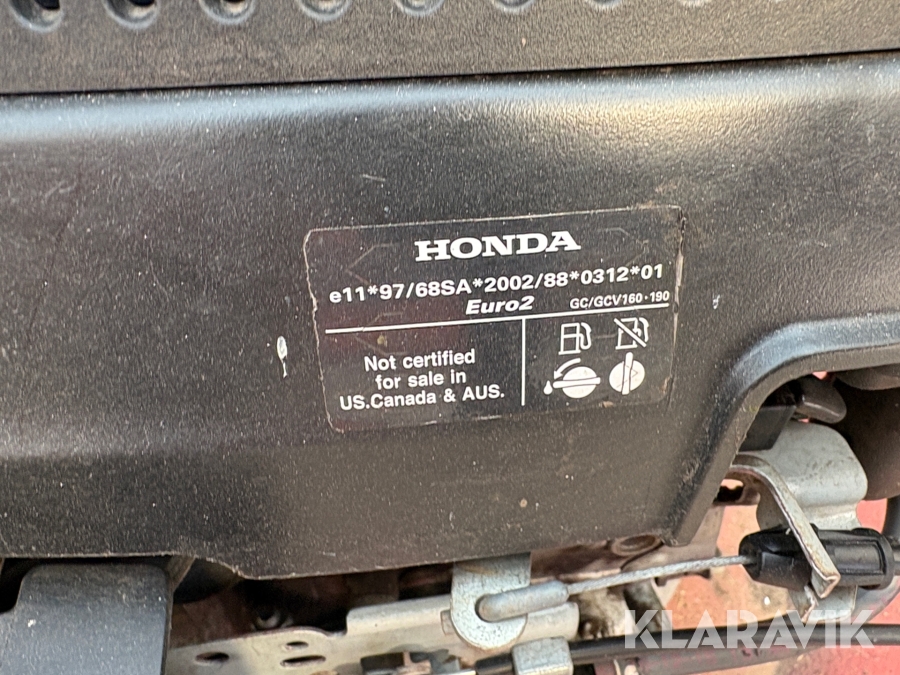 HONDA
e11*97/68SA*2002/88*0312*01
Euro2 GC/GCV160·190
Not certified
for sale in
US.Canada & AUS.
KLARAVIK